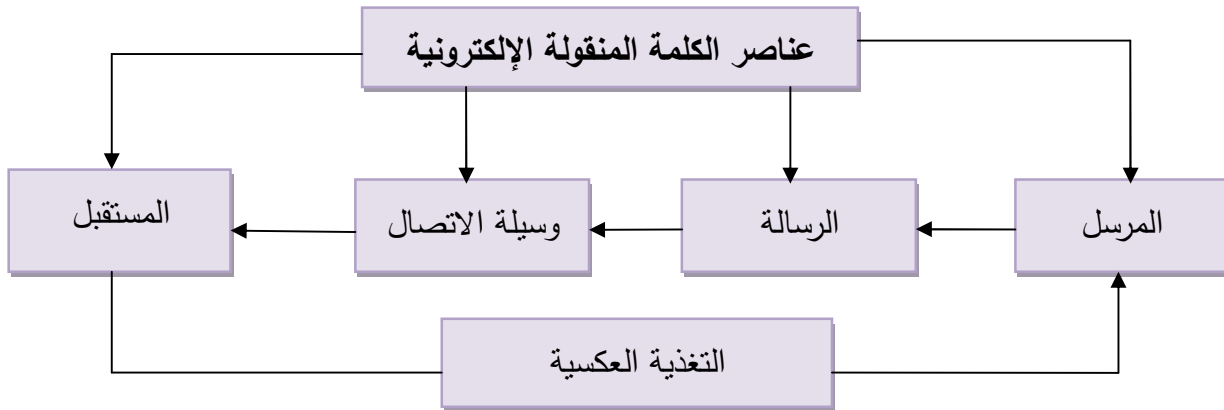 عناصر الكلمة المنقولة الإلكترونية
المرسل
الرسالة
وسيلة الاتصال
المستقبل
التغذية العكسية